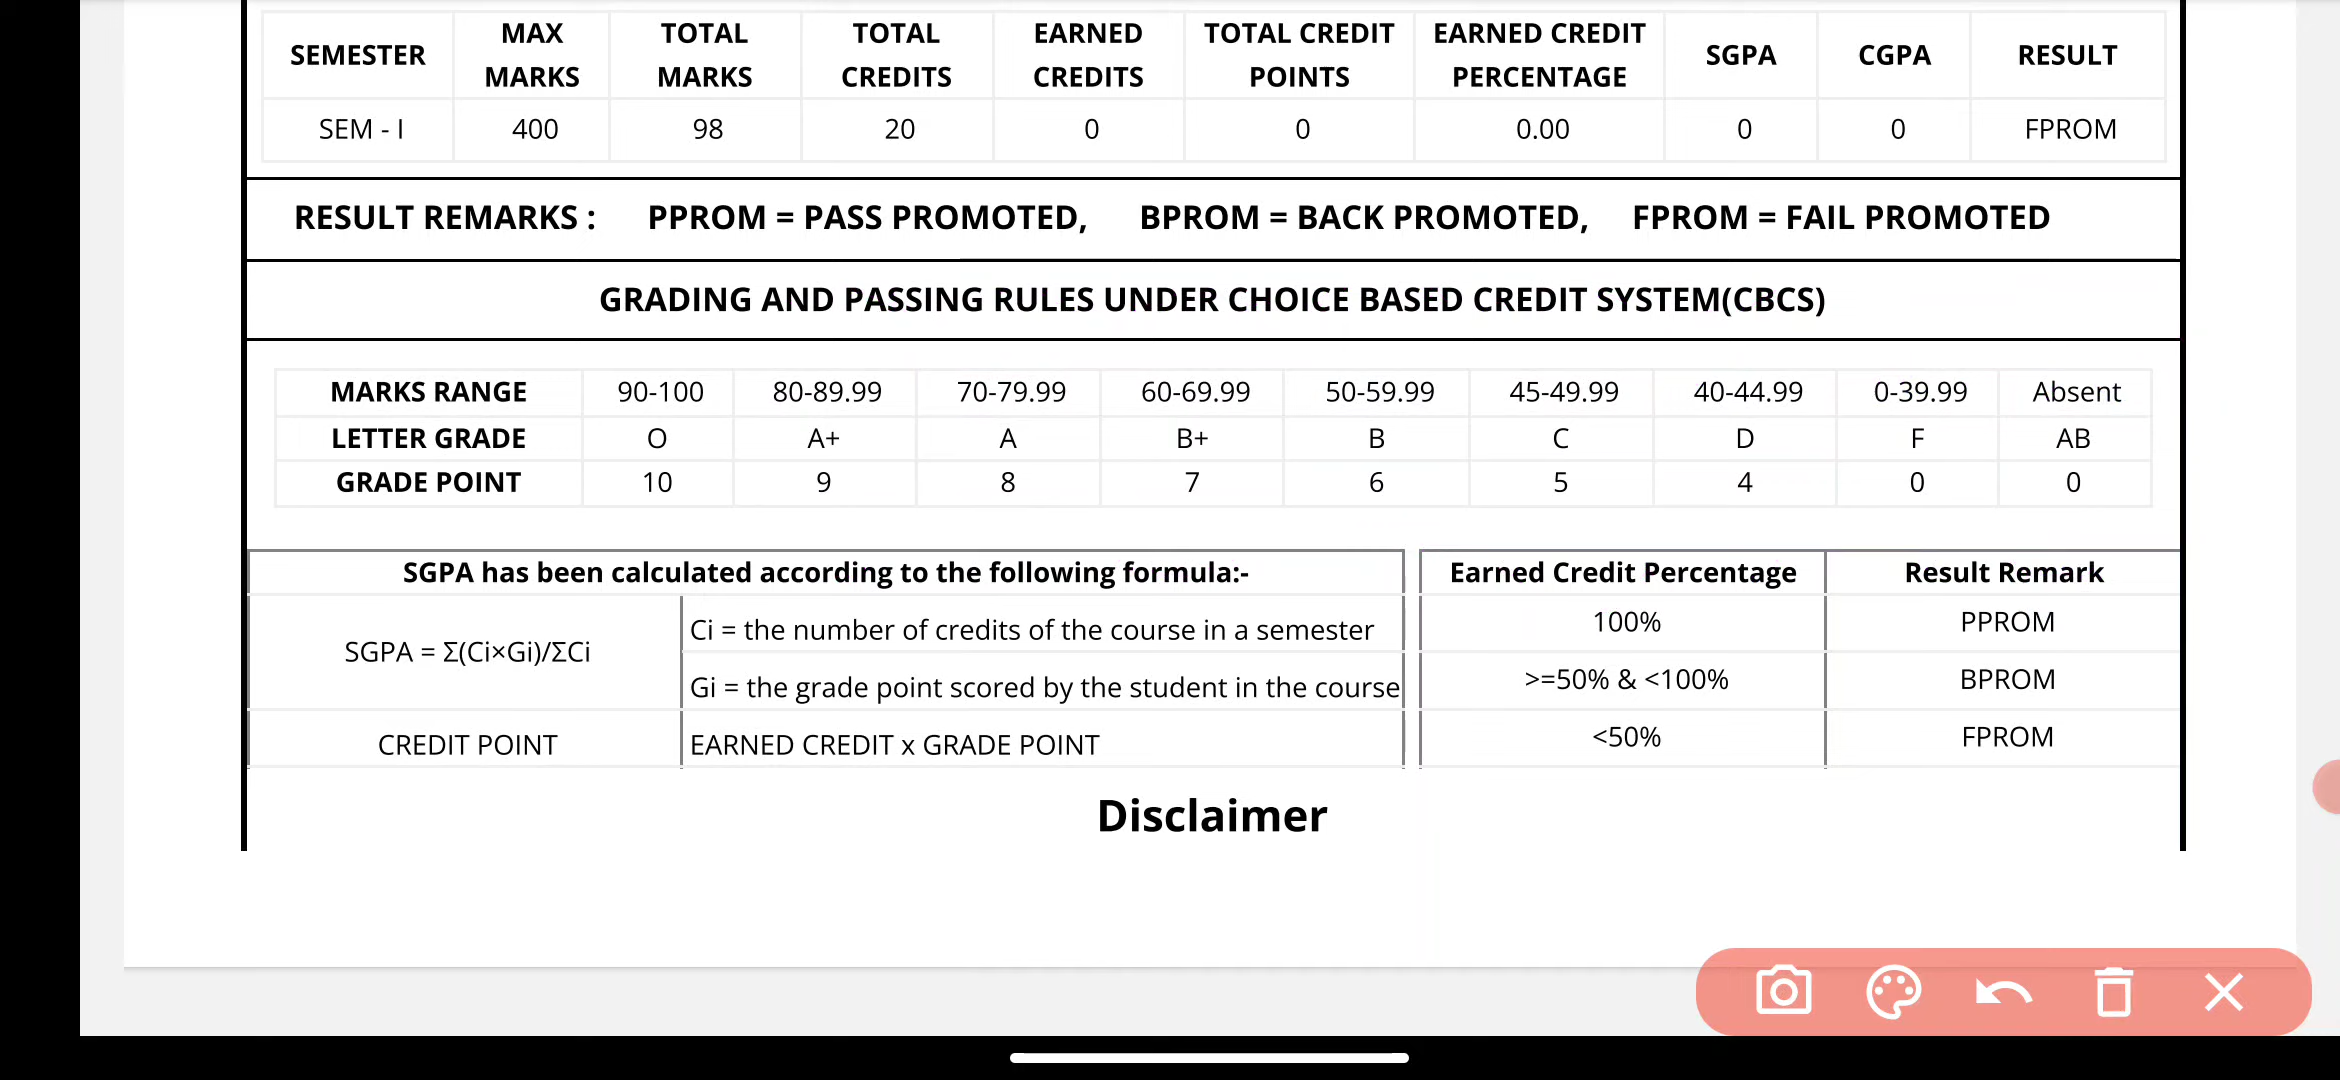 SEMESTER MAX MARKS TOTAL MARKS TOTAL CREDITS EARNED CREDITS TOTAL CREDIT POINTS EARNED CREDIT PERCENTAGE SGPA CGPA RESULT
SEM - I 400 98 20 0 0 0.00 0 0 FPROM
RESULT REMARKS : PPROM = PASS PROMOTED, BPROM = BACK PROMOTED, FPROM = FAIL PROMOTED
GRADING AND PASSING RULES UNDER CHOICE BASED CREDIT SYSTEM(CBCS)
MARKS RANGE 90-100 80-89.99 70-79.99 60-69.99 50-59.99 45-49.99 40-44.99 0-39.99 Absent
LETTER GRADE O A+ A B+ B C D F AB
GRADE POINT 10 9 8 7 6 5 4 0 0
SGPA has been calculated according to the following formula:-
SGPA = Σ(Ci×Gi)/ΣCi
Ci = the number of credits of the course in a semester
Gi = the grade point scored by the student in the course
CREDIT POINT EARNED CREDIT x GRADE POINT
Earned Credit Percentage Result Remark
100% PPROM
>=50% & <100% BPROM
<50% FPROM
Disclaimer